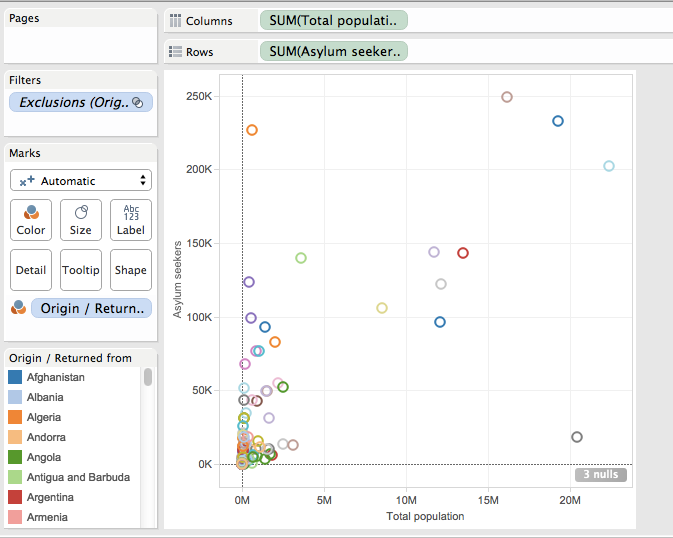 Pages
Columns
SUM(Total populati..
Rows
SUM(Asylum seeker..
Filters
Exclusions (Orig..
Marks
Automatic
Color
Size
Abc
123
Label
Detail
Tooltip
Shape
Origin / Return..
Origin / Returned from
Afghanistan
Albania
Algeria
Andorra
Angola
Antigua and Barbuda
Argentina
Armenia
Asylum seekers
250K
200K
150K
100K
50K
0K
3 nulls
0M
5M
10M
15M
20M
Total population